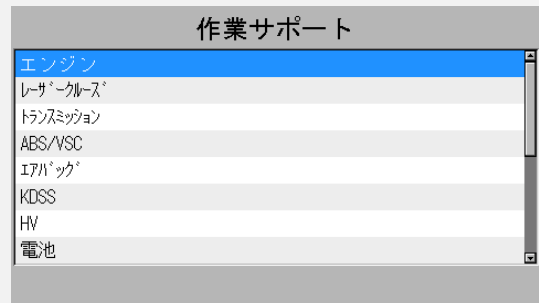 作業サポート
エンジン
ﾚｰｻﾞｰｸﾙｰｽﾞ
ﾄﾗﾝｽﾐｯｼｮﾝ
ABS/VSC
ｴｱﾊﾞｯｸﾞ
KDSS
HV
電池